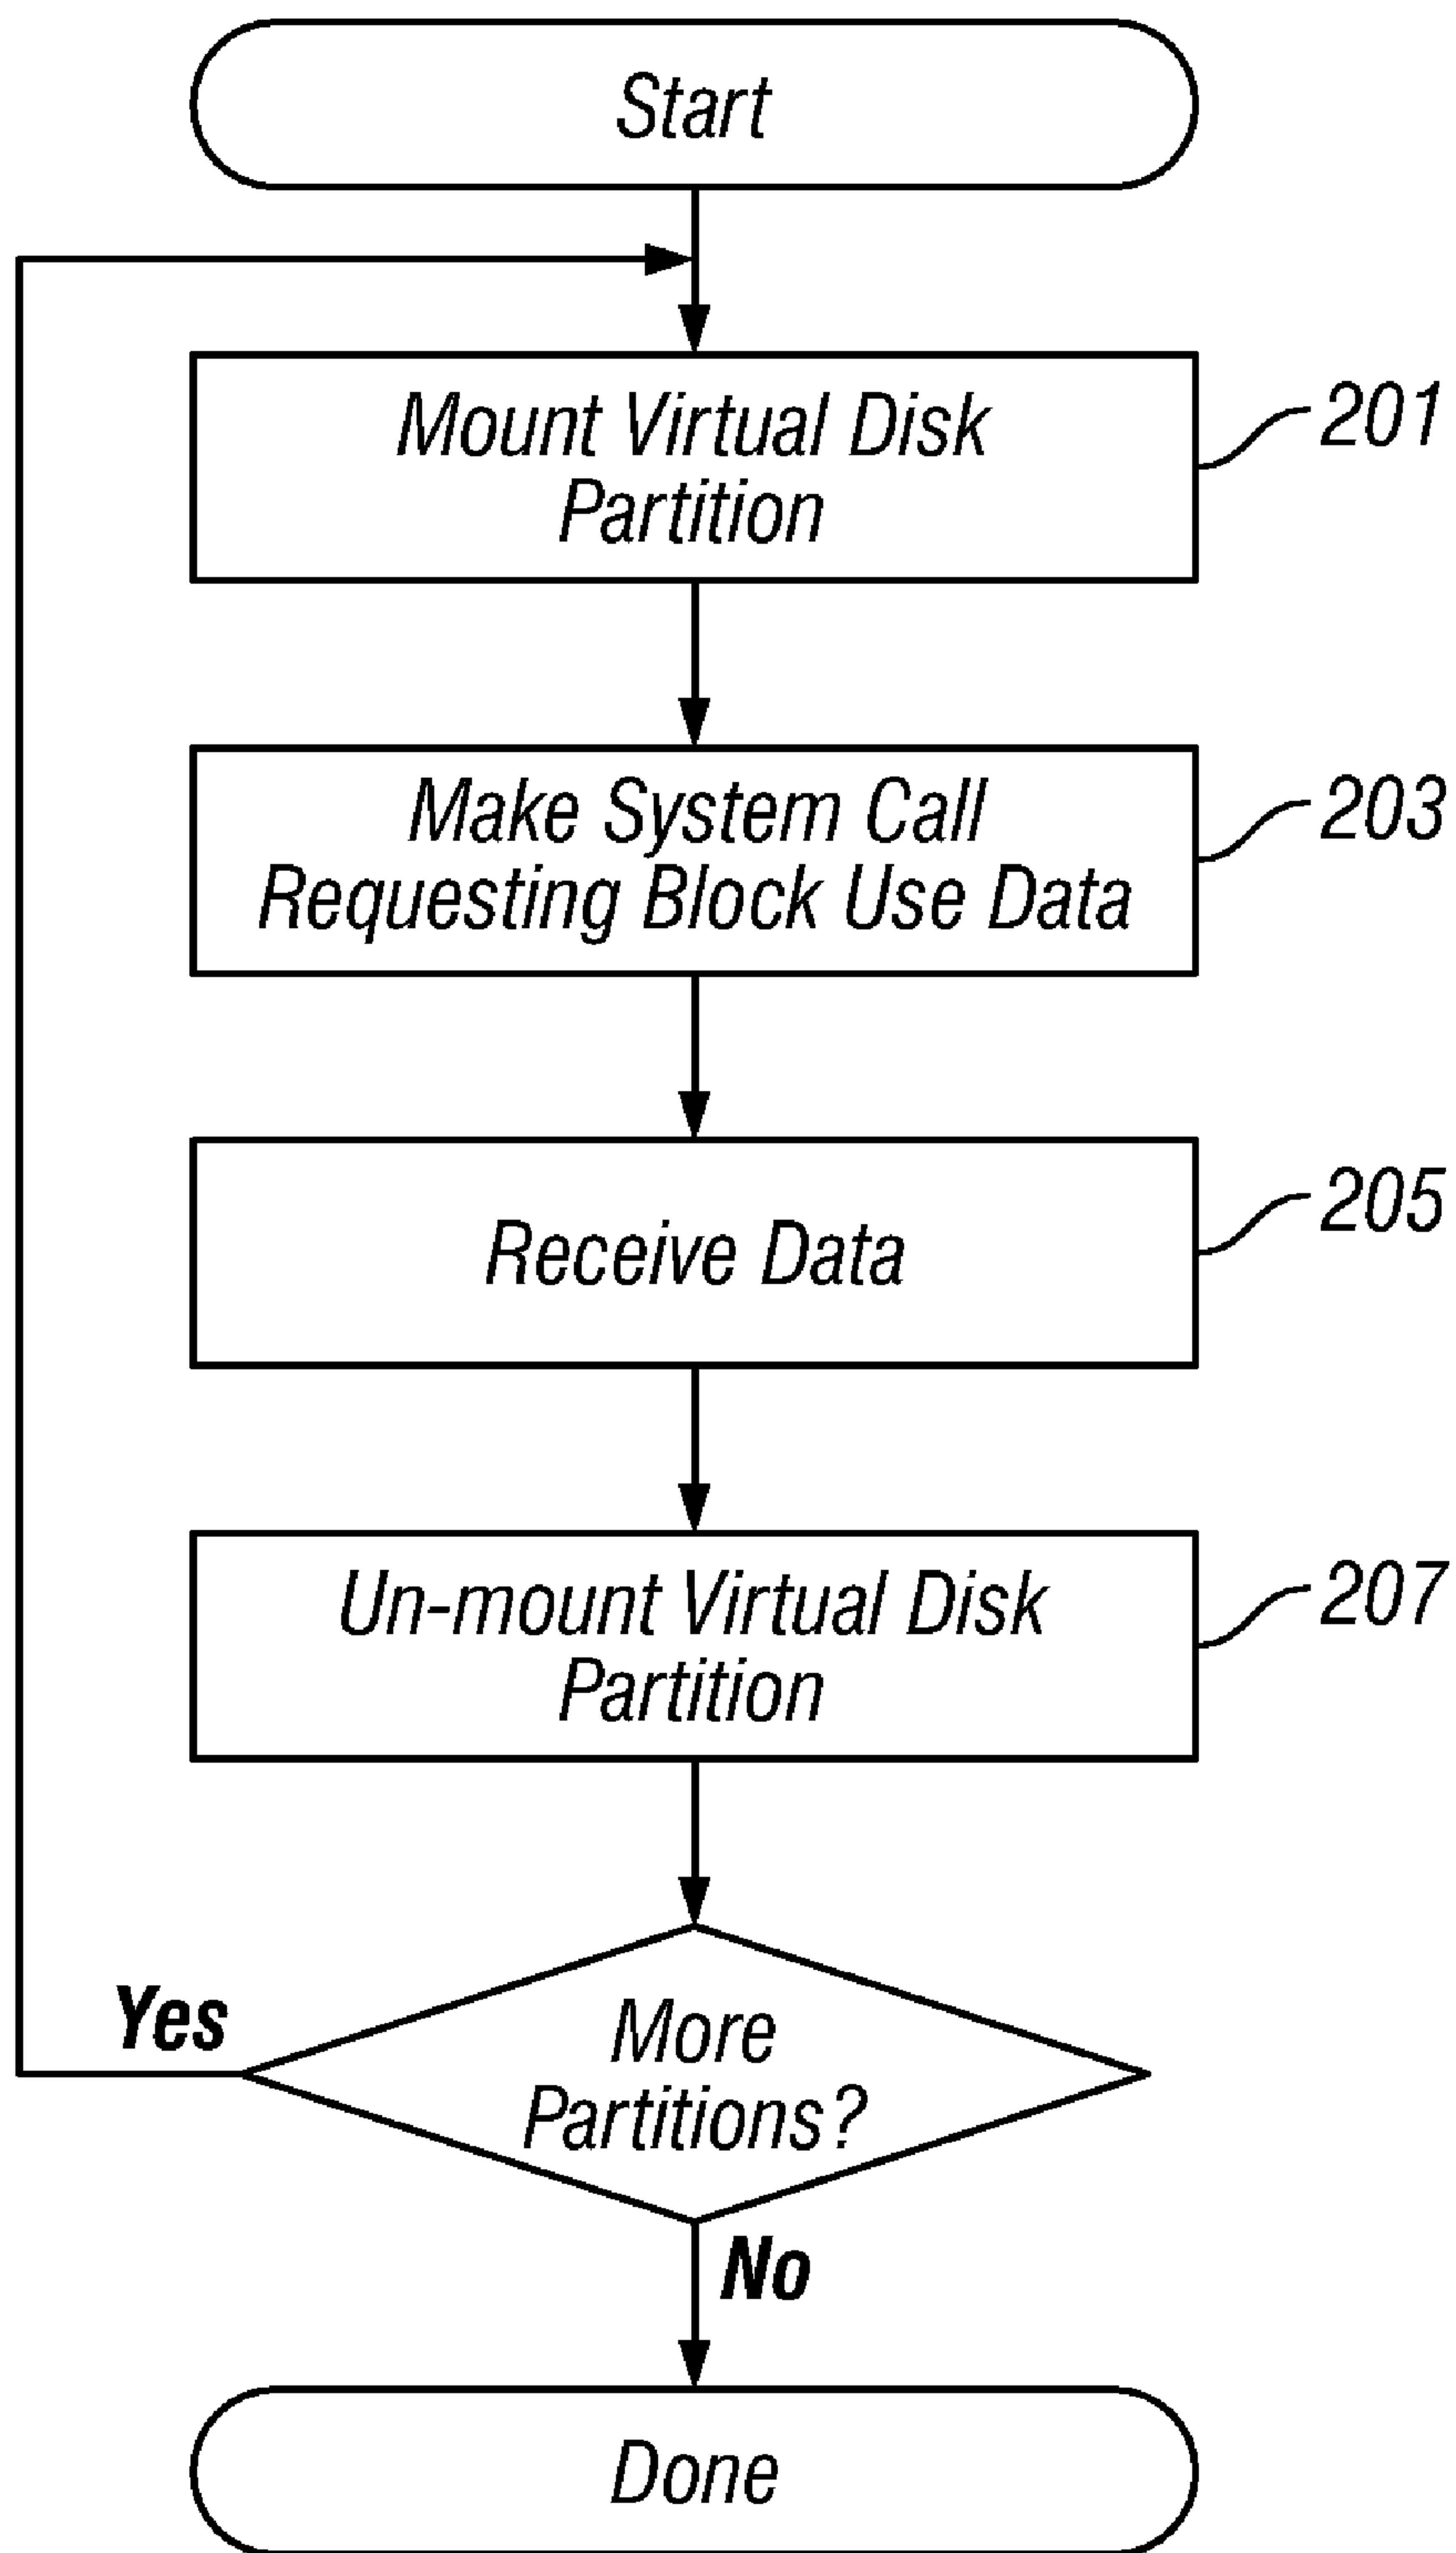 Start
Mount Virtual Disk
Partition
201
Make System Call
Requesting Block Use Data
203
Receive Data
205
Un-mount Virtual Disk
Partition
207
Yes
More
Partitions?
No
Done